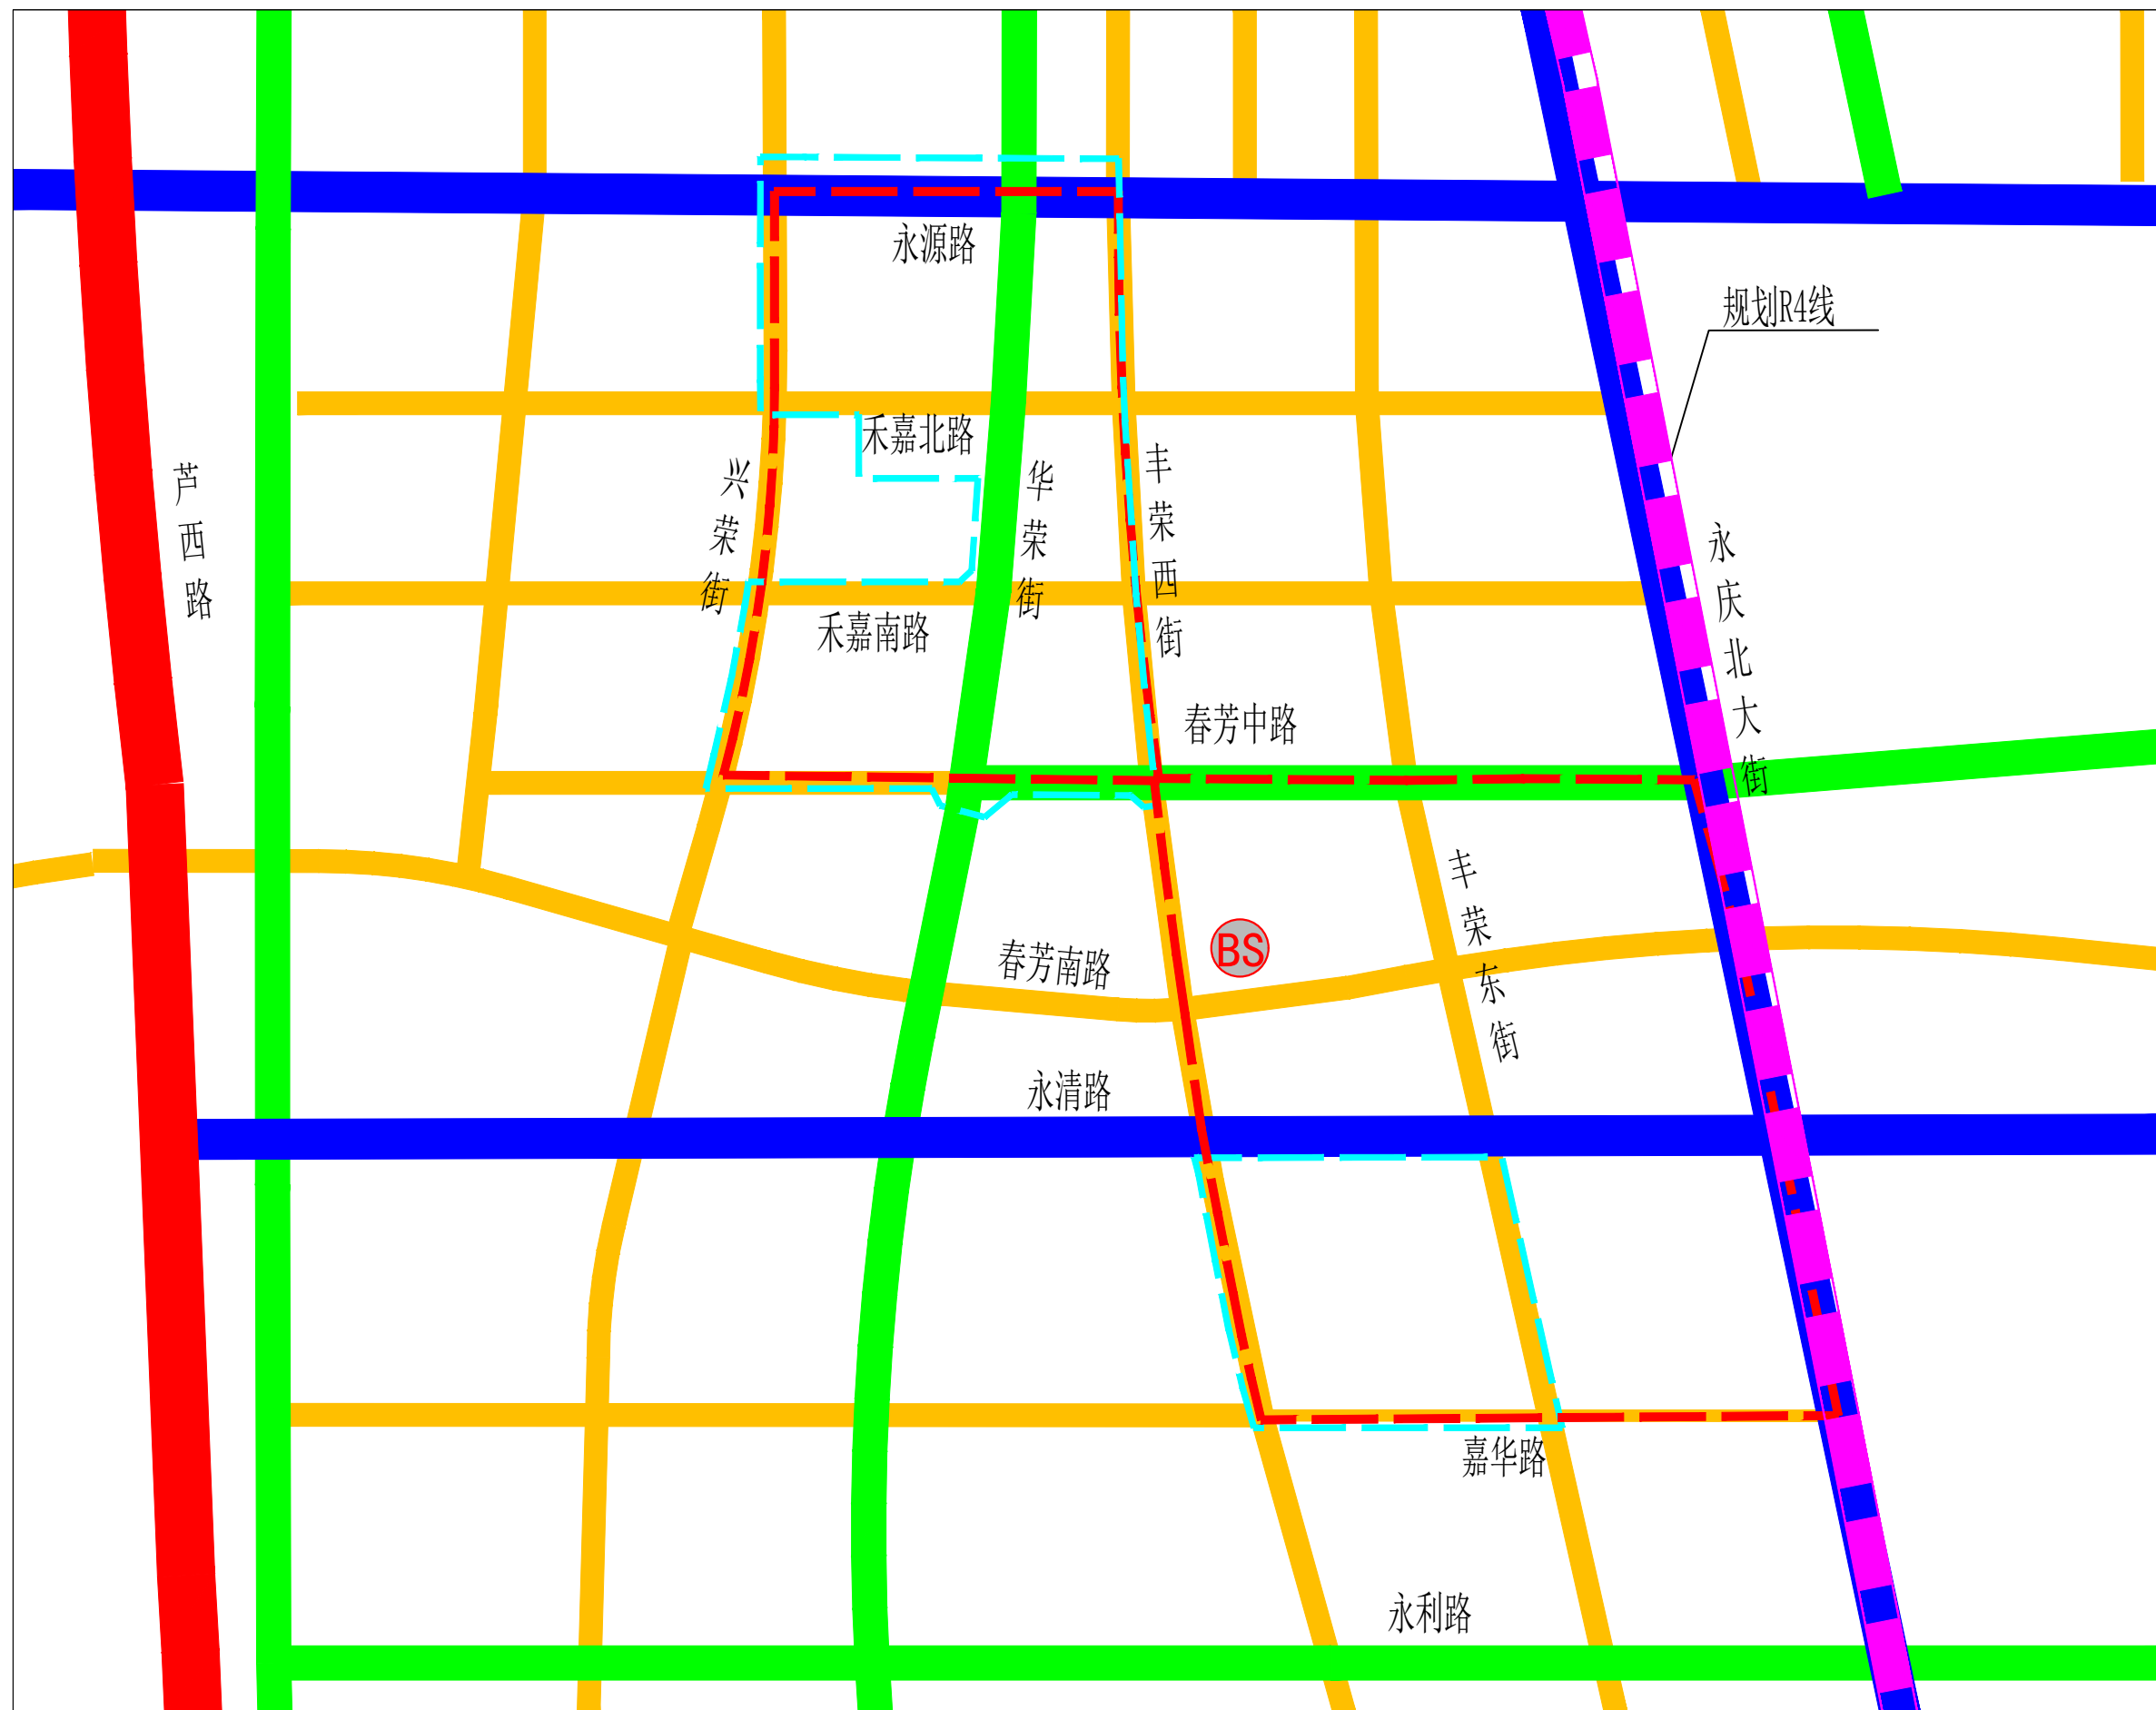 永源路
规划R4线
禾嘉北路
芦西路
兴荣街
华荣街
丰荣西街
永庆北大街
禾嘉南路
春芳中路
丰荣东街
BS
春芳南路
永清路
嘉华路
永利路